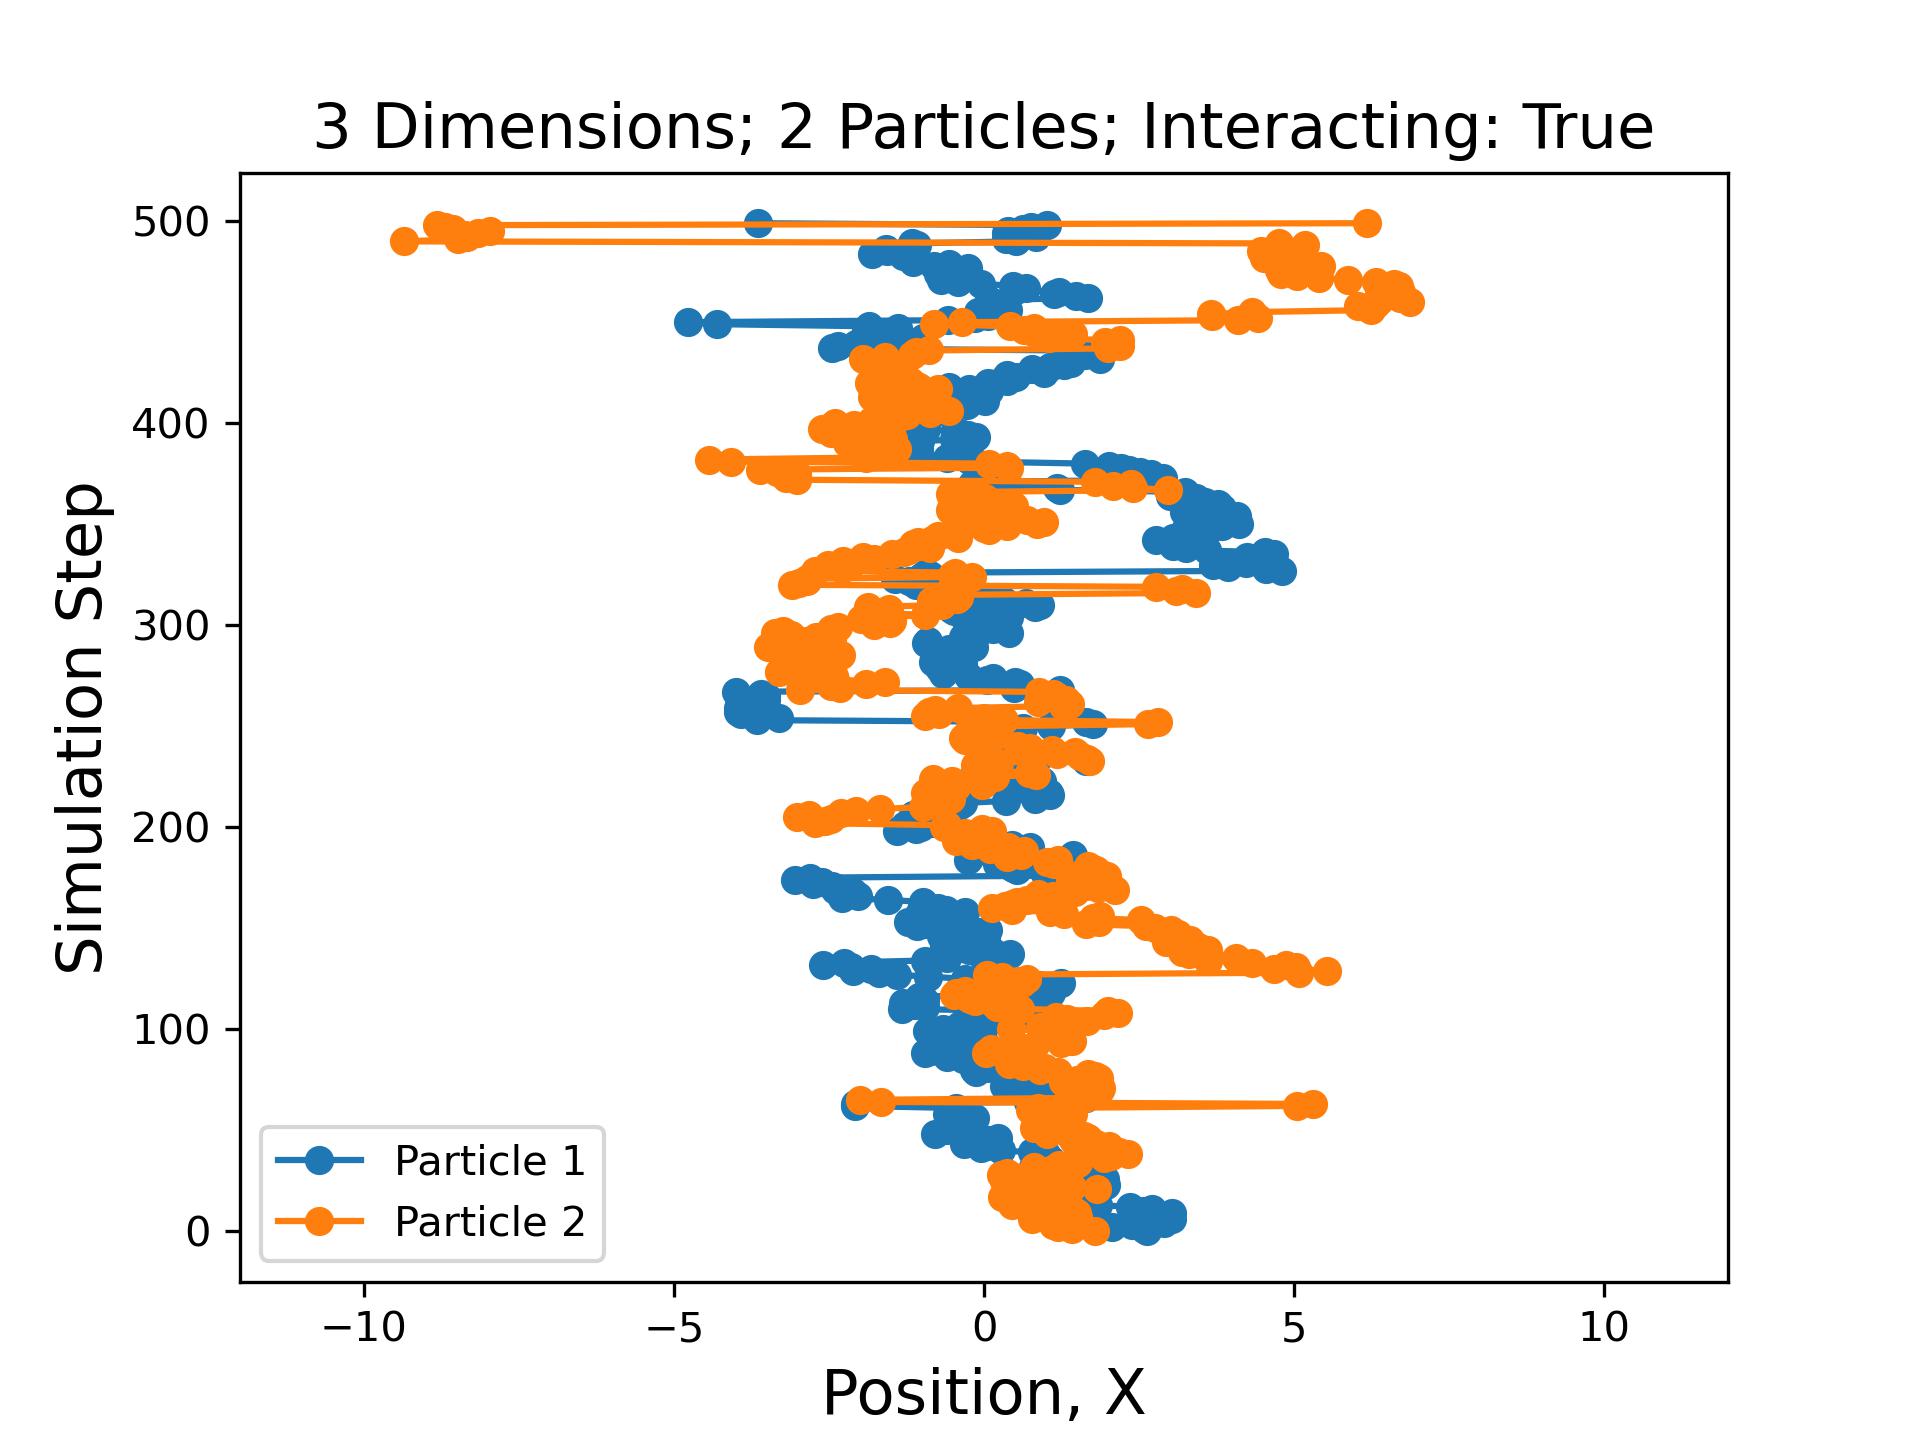 3 Dimensions; 2 Particles; Interacting: True
500
400
300
200
100
0
Simulation Step
Particle 1
Particle 2
−10
−5
0
5
10
Position, X